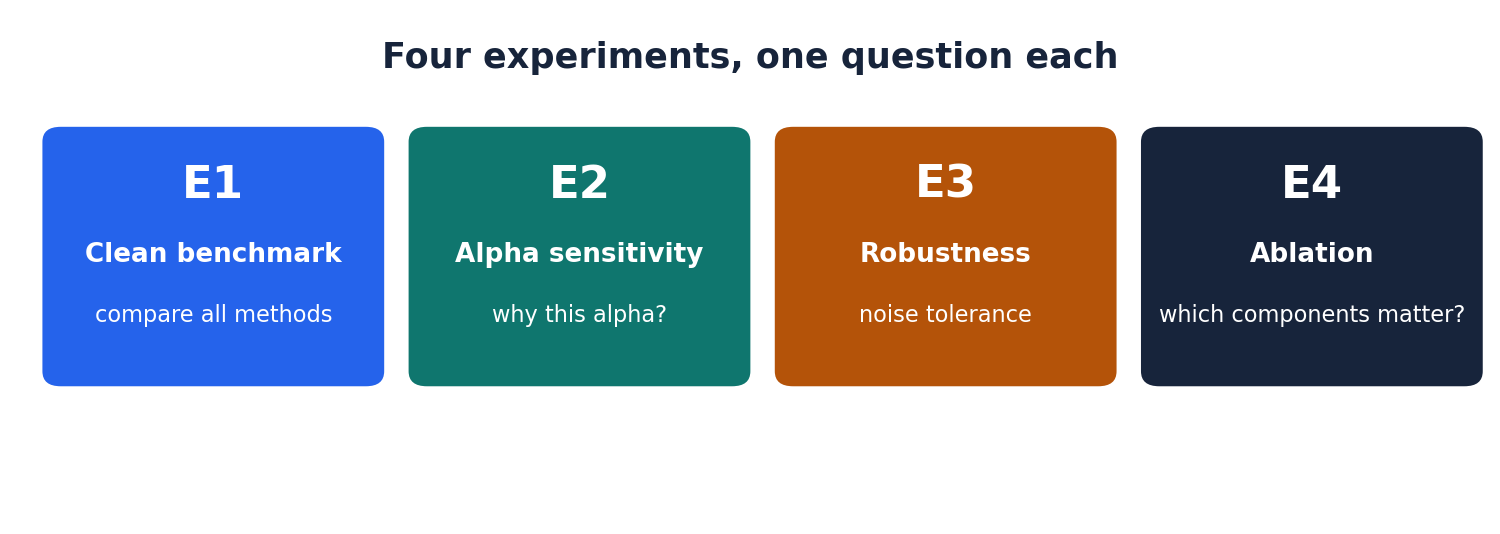 Four experiments, one question each
E1
Clean benchmark
compare all methods
E2
Alpha sensitivity
why this alpha?
E3
Robustness
noise tolerance
E4
Ablation
which components matter?